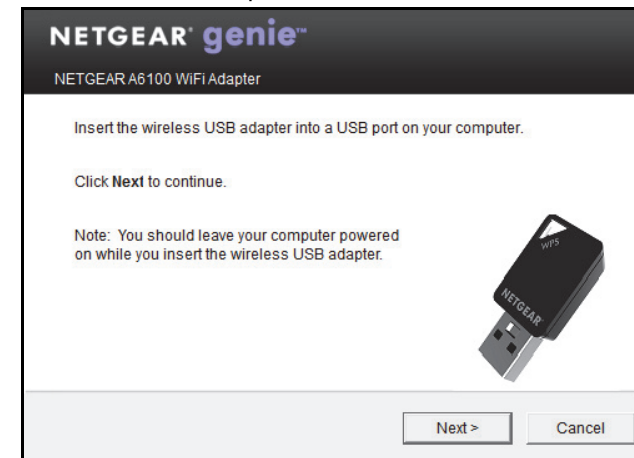 NETGEAR® genie™
NETGEAR A6100 WiFi Adapter
Insert the wireless USB adapter into a USB port on your computer.
Click Next to continue.
Note: You should leave your computer powered
on while you insert the wireless USB adapter.
WPS
NETGEAR
Next >
Cancel